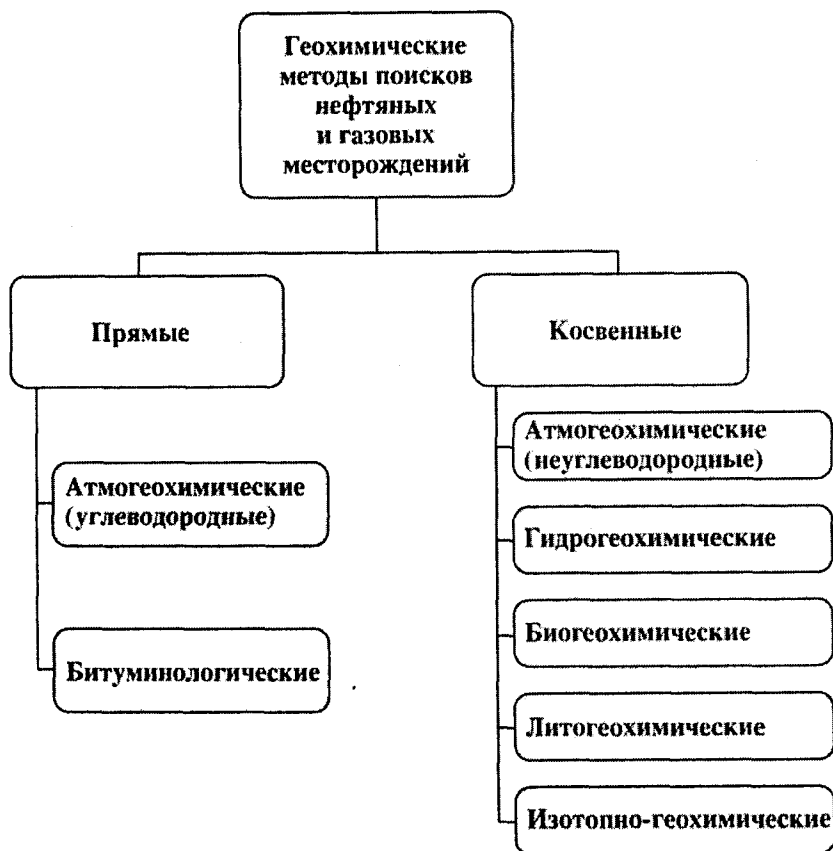 Геохимические
методы поисков
нефтяных
и газовых
месторождений
Прямые
Атмогеохимические
(углеводородные)
Битуминологические
Косвенные
Атмогеохимические
(неуглеводородные)
Гидрогеохимические
Биогеохимические
Литогеохимические
Изотопно-геохимические